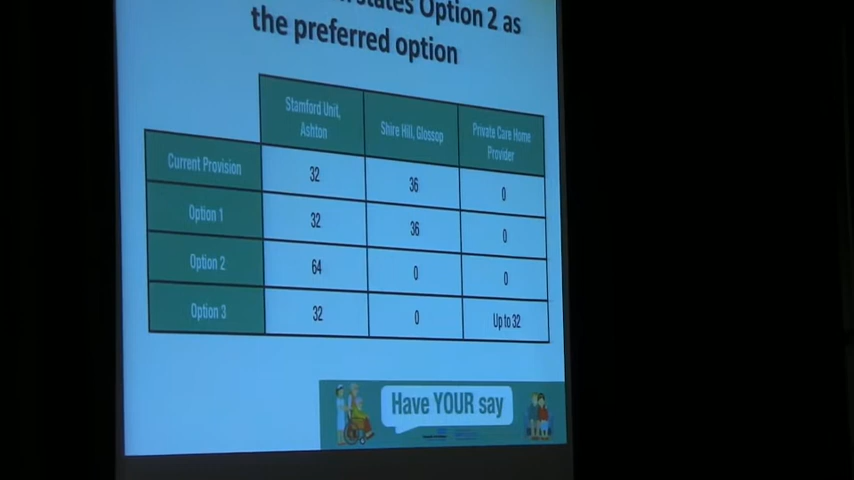 states Option 2 as
the preferred option
Stamford Unit, Ashton | Shire Hill, Glossop | Private Care Home Provider
Current Provision | 32 | 36 | 0
Option 1 | 32 | 36 | 0
Option 2 | 64 | 0 | 0
Option 3 | 32 | 0 | Up to 32
Have YOUR say